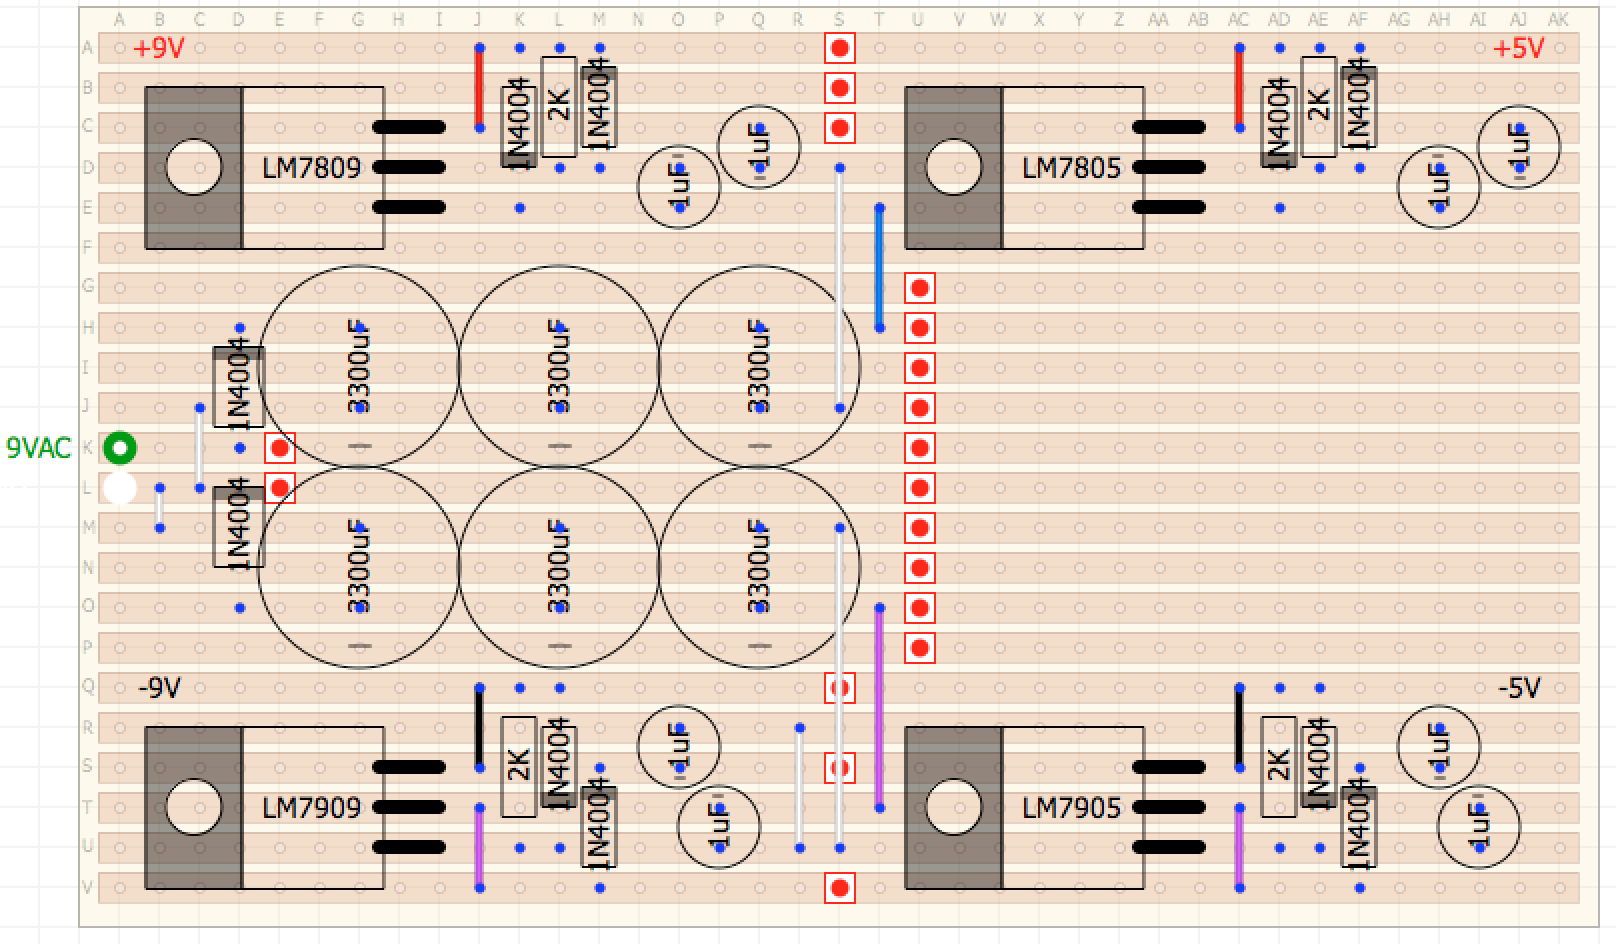 A B C D E F G H I J K L M N O P Q R S T U V W X Y Z AA AB AC AD AE AF AG AH AI AJ AK
A
+9V
+5V
B
C
D
E
F
G
H
I
J
K
L
M
N
O
P
Q
R
S
T
U
V
LM7809
1N4004
2K
1N4004
1uF
1uF
LM7805
1N4004
2K
1N4004
1uF
1uF
1N4004
3300uF
3300uF
3300uF
9VAC
1N4004
3300uF
3300uF
3300uF
-9V
-5V
LM7909
2K
1N4004
1N4004
1uF
1uF
LM7905
2K
1N4004
1N4004
1uF
1uF